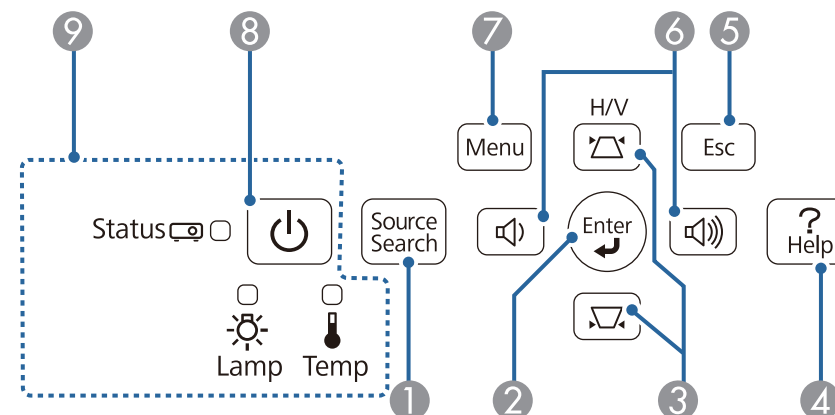 9
8
7
6
5
H/V
Menu
Esc
Status
Source
Search
Enter
?
Help
Lamp
Temp
1
2
3
4